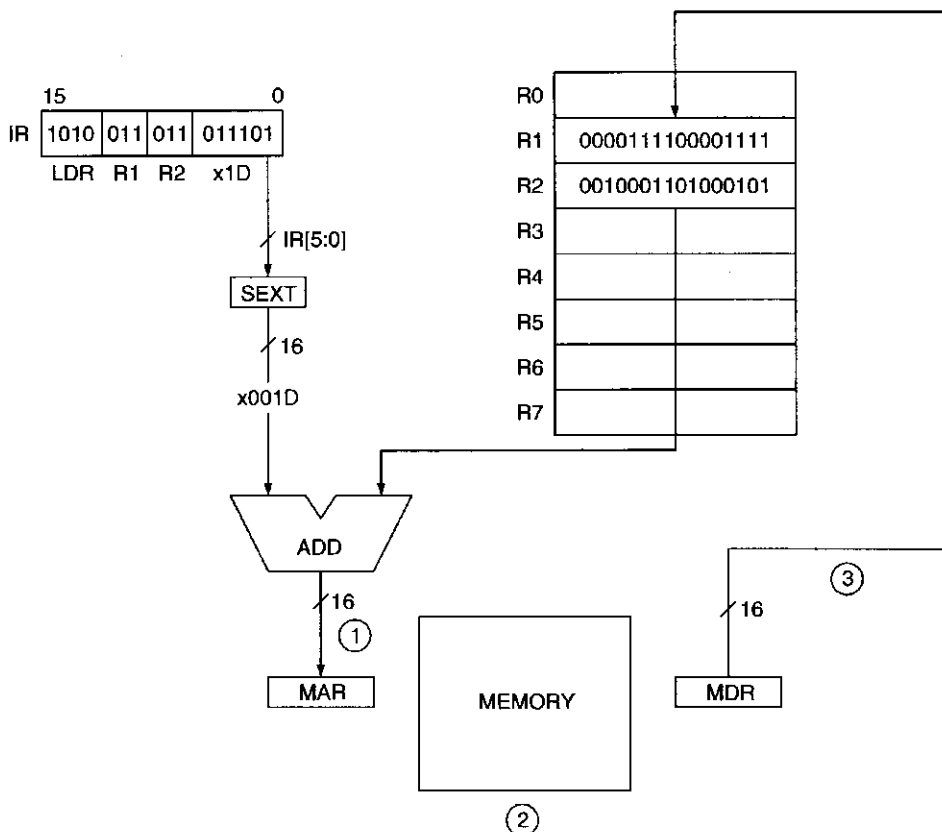 15 0
IR 1010 011 011 011101
LDR R1 R2 x1D
IR[5:0]
SEXT
16
x001D
ADD
16
1
MAR
R0
R1 0000111100001111
R2 0010001101000101
R3
R4
R5
R6
R7
MEMORY
2
3
16
MDR